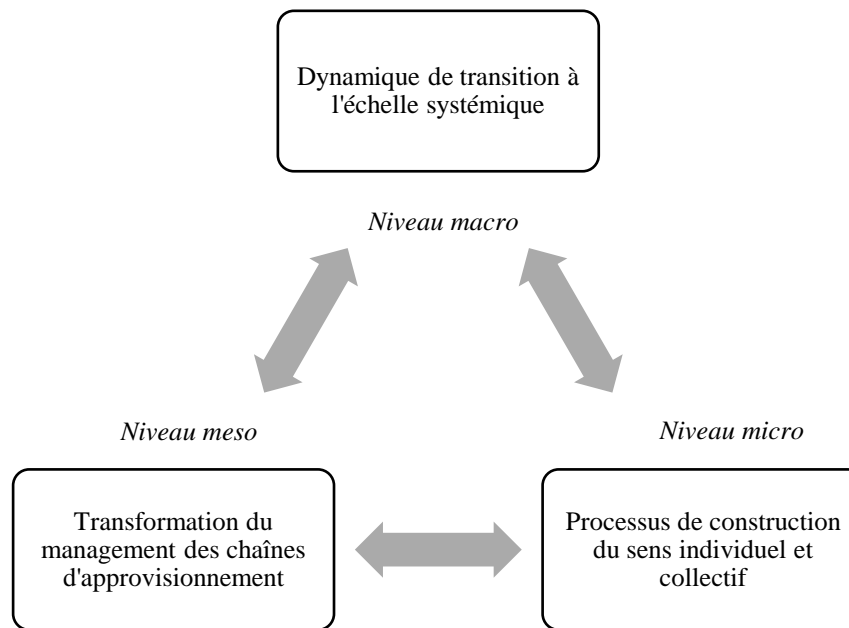 Dynamique de transition à
l'échelle systémique
Niveau macro
Niveau meso
Niveau micro
Transformation du
management des chaînes
d'approvisionnement
Processus de construction
du sens individuel et
collectif